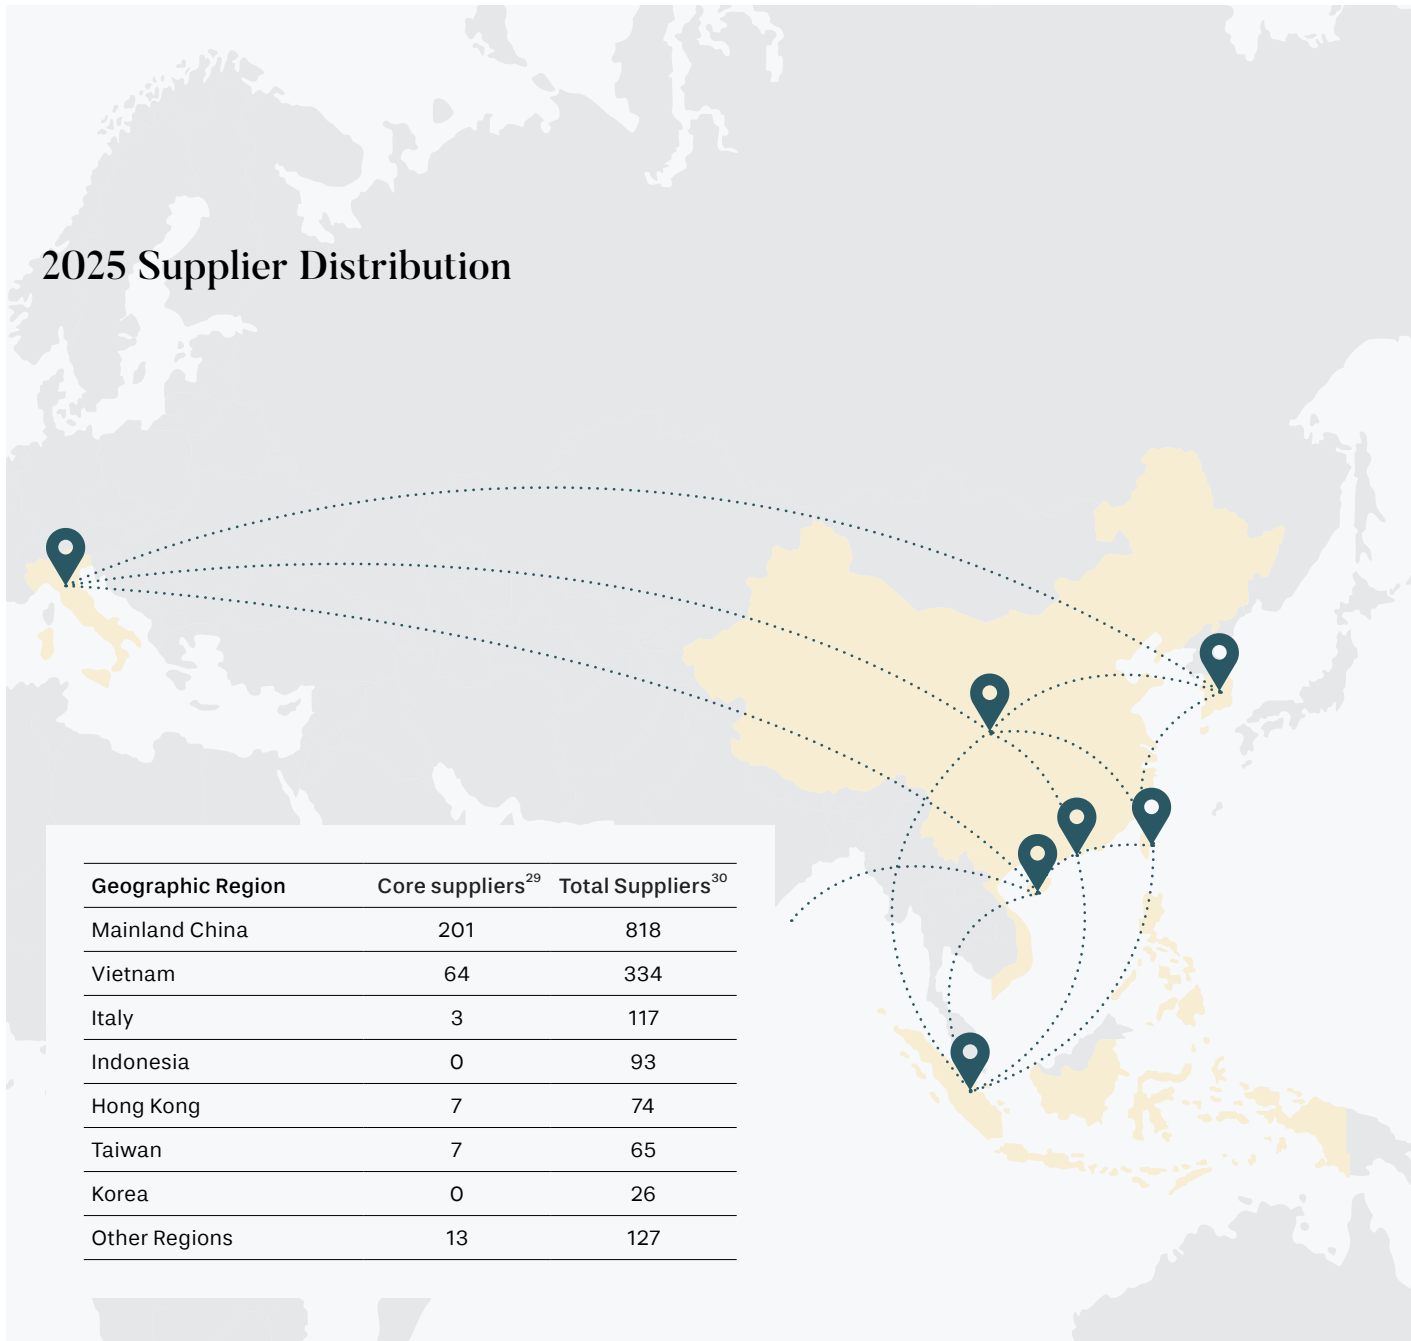 2025 Supplier Distribution
Geographic Region Core suppliers29 Total Suppliers30
Mainland China 201 818
Vietnam 64 334
Italy 3 117
Indonesia 0 93
Hong Kong 7 74
Taiwan 7 65
Korea 0 26
Other Regions 13 127